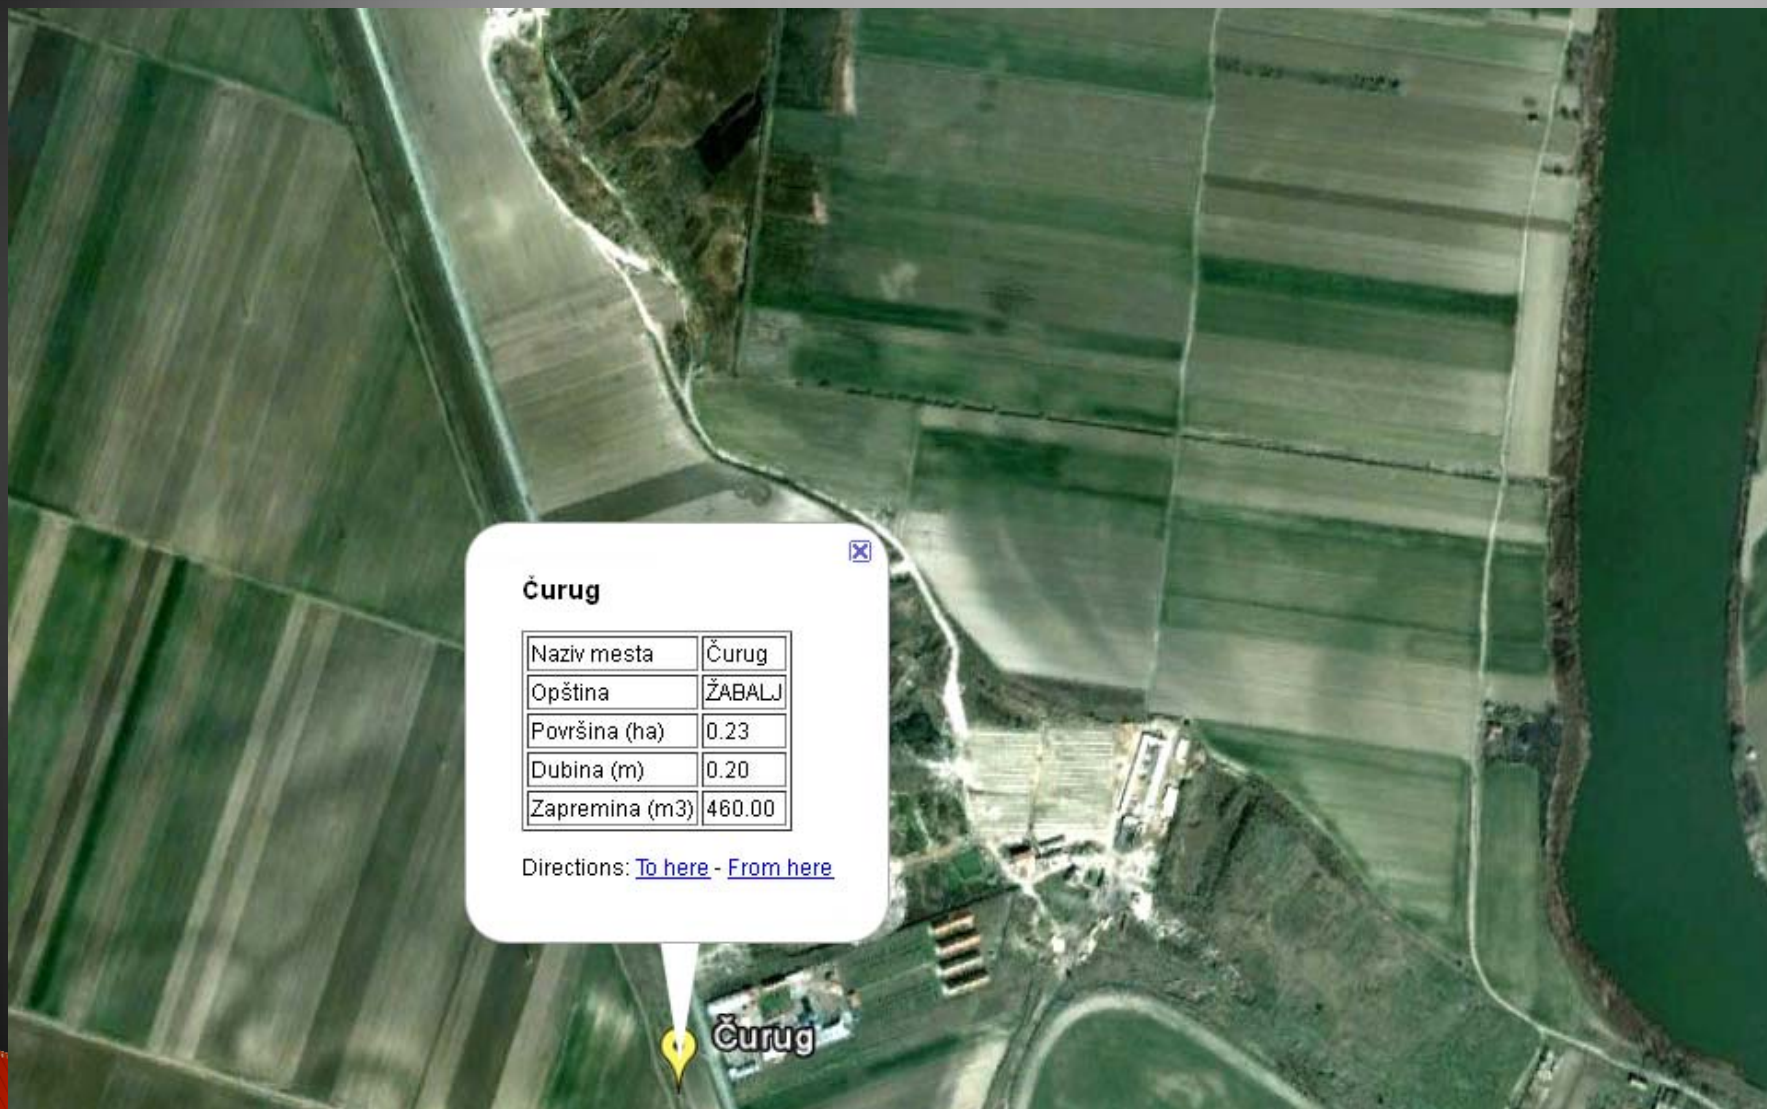 Čurug
Naziv mesta Čurug
Opština ŽABALJ
Površina (ha) 0.23
Dubina (m) 0.20
Zapremina (m3) 460.00
Directions: To here - From here
Čurug